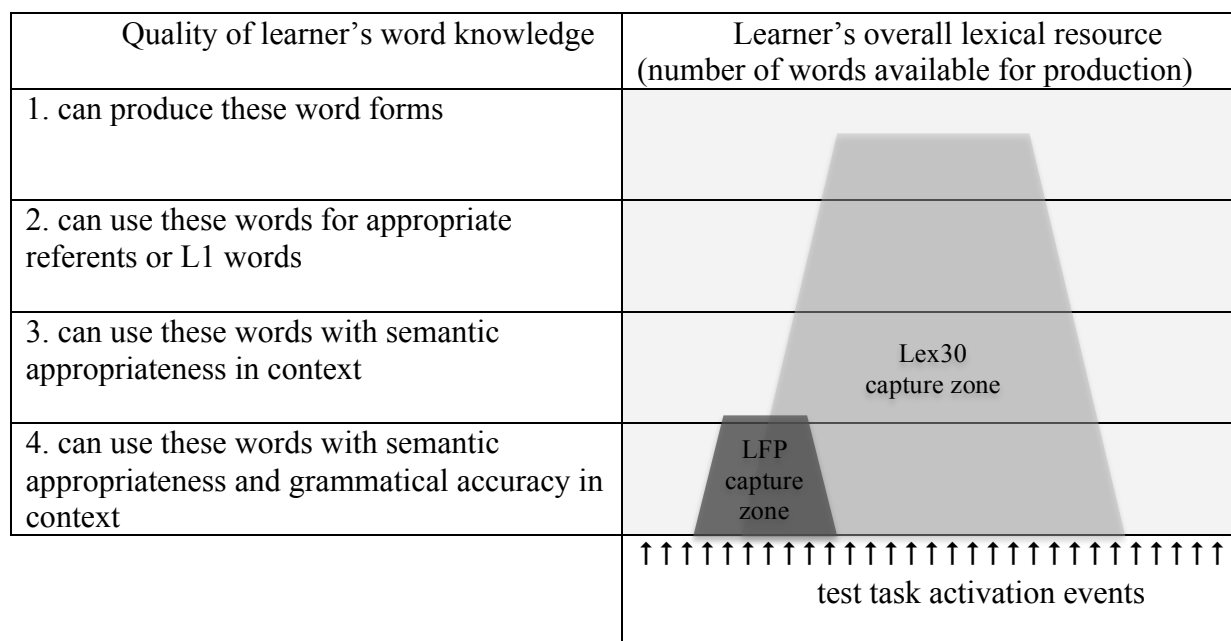 Quality of learner’s word knowledge
Learner’s overall lexical resource
(number of words available for production)
1. can produce these word forms
2. can use these words for appropriate
referents or L1 words
3. can use these words with semantic
appropriateness in context
Lex30
capture zone
4. can use these words with semantic
appropriateness and grammatical accuracy in
context
LFP
capture
zone
test task activation events